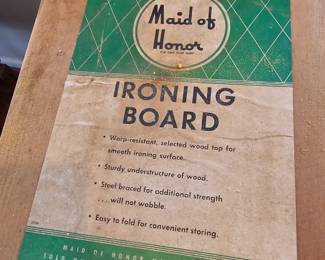 Maid of
Honor
IRONING
BOARD
• Warp-resistant, selected wood top for
smooth ironing surface.
• Sturdy understructure of wood.
• Steel braced for additional strength
... will not wobble.
• Easy to fold for convenient storing.
MAID OF HONOR
SOLD